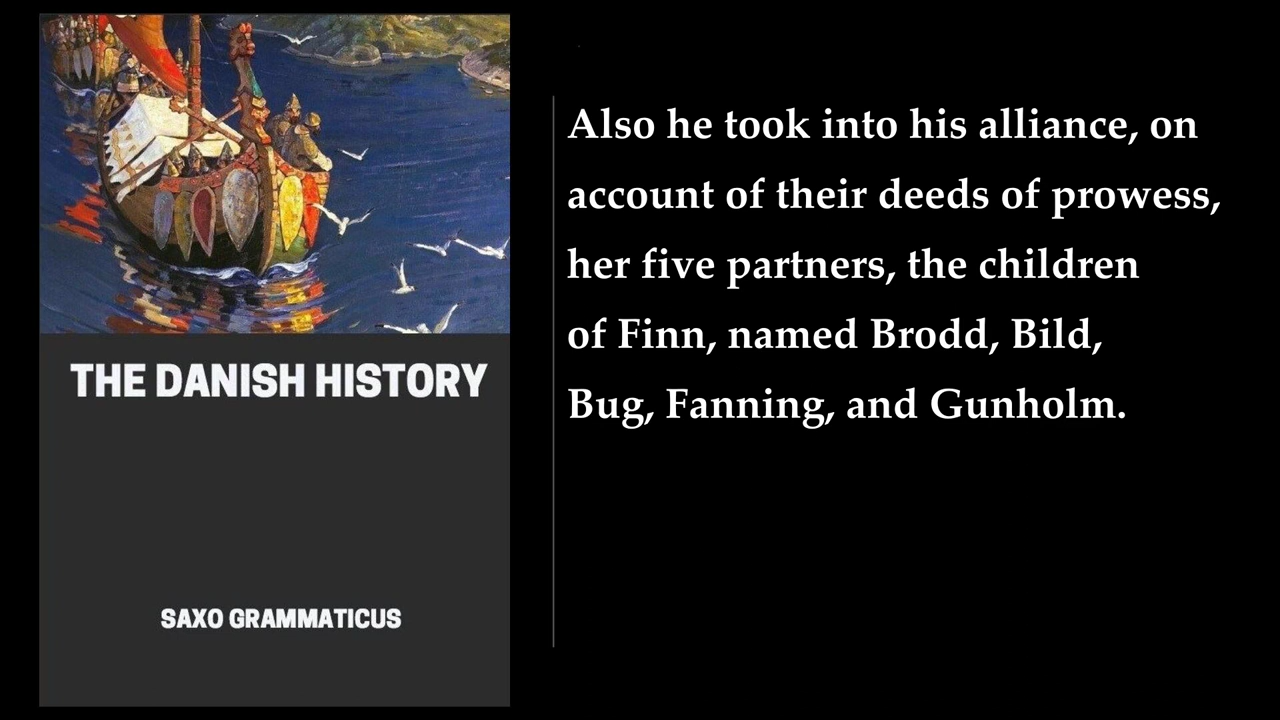 THE DANISH HISTORY
SAXO GRAMMATICUS
Also he took into his alliance, on
account of their deeds of prowess,
her five partners, the children
of Finn, named Brodd, Bild,
Bug, Fanning, and Gunholm.